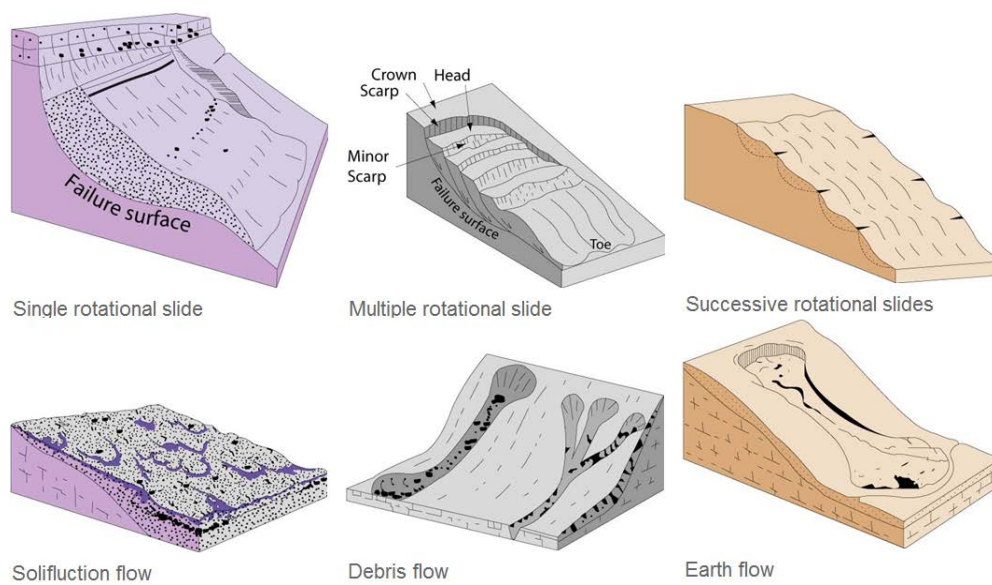 Failure surface
Single rotational slide
Crown
Scarp
Head
Minor
Scarp
Failure surface
Toe
Multiple rotational slide
Successive rotational slides
Solifluction flow
Debris flow
Earth flow